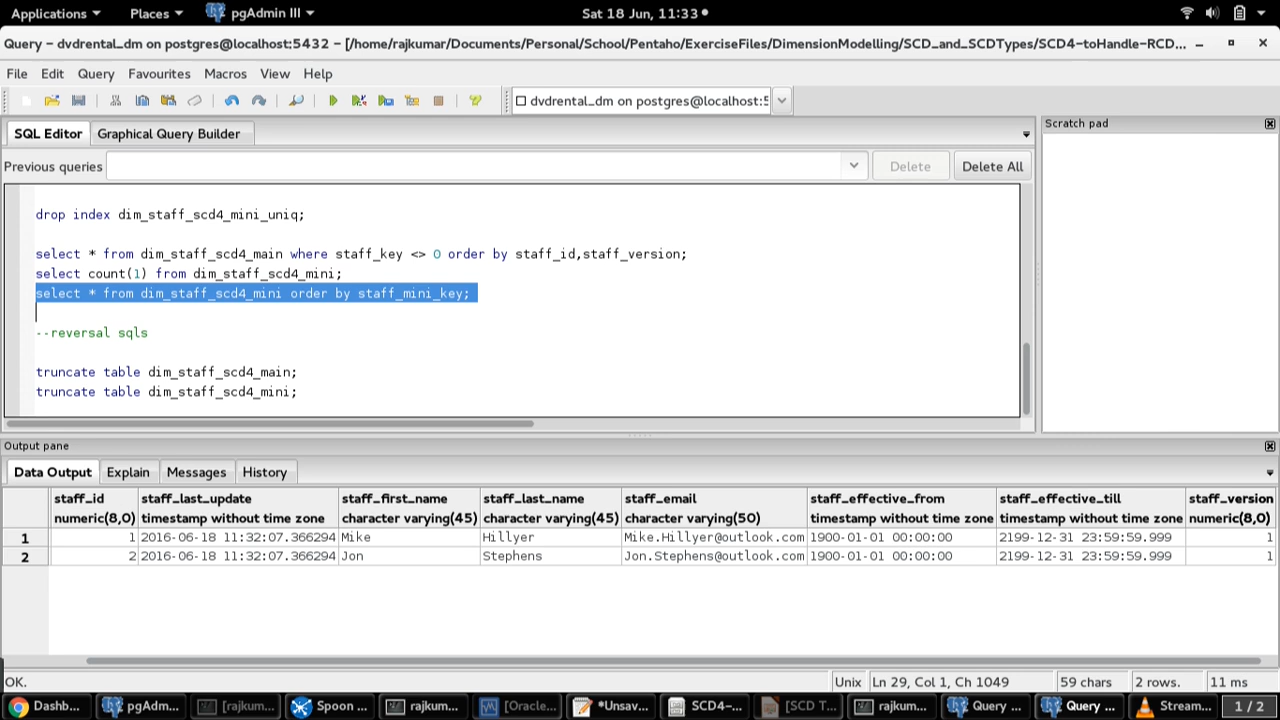 Applications Places pgAdmin III Sat 18 Jun, 11:33
Query - dvdrental_dm on postgres@localhost:5432 - [/home/rajkumar/Documents/Personal/School/Pentaho/ExerciseFiles/DimensionModelling/SCD_and_SCDTypes/SCD4-toHandle-RCD...
File Edit Query Favourites Macros View Help
dvdrental_dm on postgres@localhost:5
SQL Editor Graphical Query Builder
Scratch pad
Previous queries Delete Delete All
drop index dim_staff_scd4_mini_uniq;
select * from dim_staff_scd4_main where staff_key <> 0 order by staff_id,staff_version;
select count(1) from dim_staff_scd4_mini;
select * from dim_staff_scd4_mini order by staff_mini_key;
--reversal sqls
truncate table dim_staff_scd4_main;
truncate table dim_staff_scd4_mini;
Output pane
Data Output Explain Messages History
staff_id staff_last_update staff_first_name staff_last_name staff_email staff_effective_from staff_effective_till staff_version
numeric(8,0) timestamp without time zone character varying(45) character varying(45) character varying(50) timestamp without time zone timestamp without time zone numeric(8,0)
1 1 2016-06-18 11:32:07.366294 Mike Hillyer Mike.Hillyer@outlook.com 1900-01-01 00:00:00 2199-12-31 23:59:59.999 1
2 2 2016-06-18 11:32:07.366294 Jon Stephens Jon.Stephens@outlook.com 1900-01-01 00:00:00 2199-12-31 23:59:59.999 1
OK. Unix Ln 29, Col 1, Ch 1049 59 chars 2 rows. 11 ms
Dashb... pgAdm... [rajkum... Spoon ... rajkum... [Oracle... *Unsav... SCD4-... [SCD T... rajkum... Query ... Query ... Stream... 1 / 2